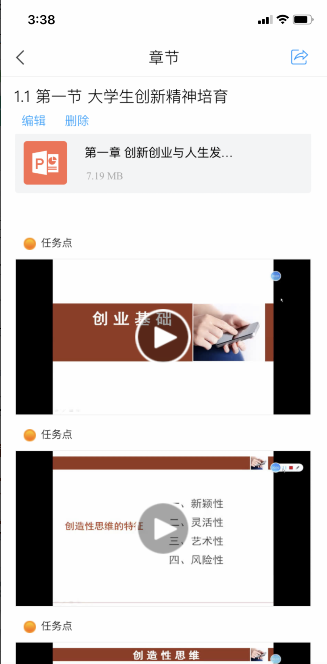 3:38
章节
1.1 第一节 大学生创新精神培育
编辑 删除
P
第一章 创新创业与人生发...
7.19 MB
任务点
创业基础
任务点
创造性思维的特征
一、新颖性
二、灵活性
三、艺术性
四、风险性
任务点
创造性思维